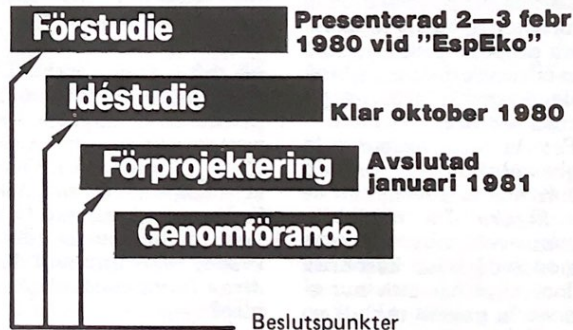 Förstudie
Presenterad 2—3 febr
1980 vid "EspEko"
Idéstudie
Klar oktober 1980
Förprojektering
Avslutad
januari 1981
Genomförande
Beslutspunkter